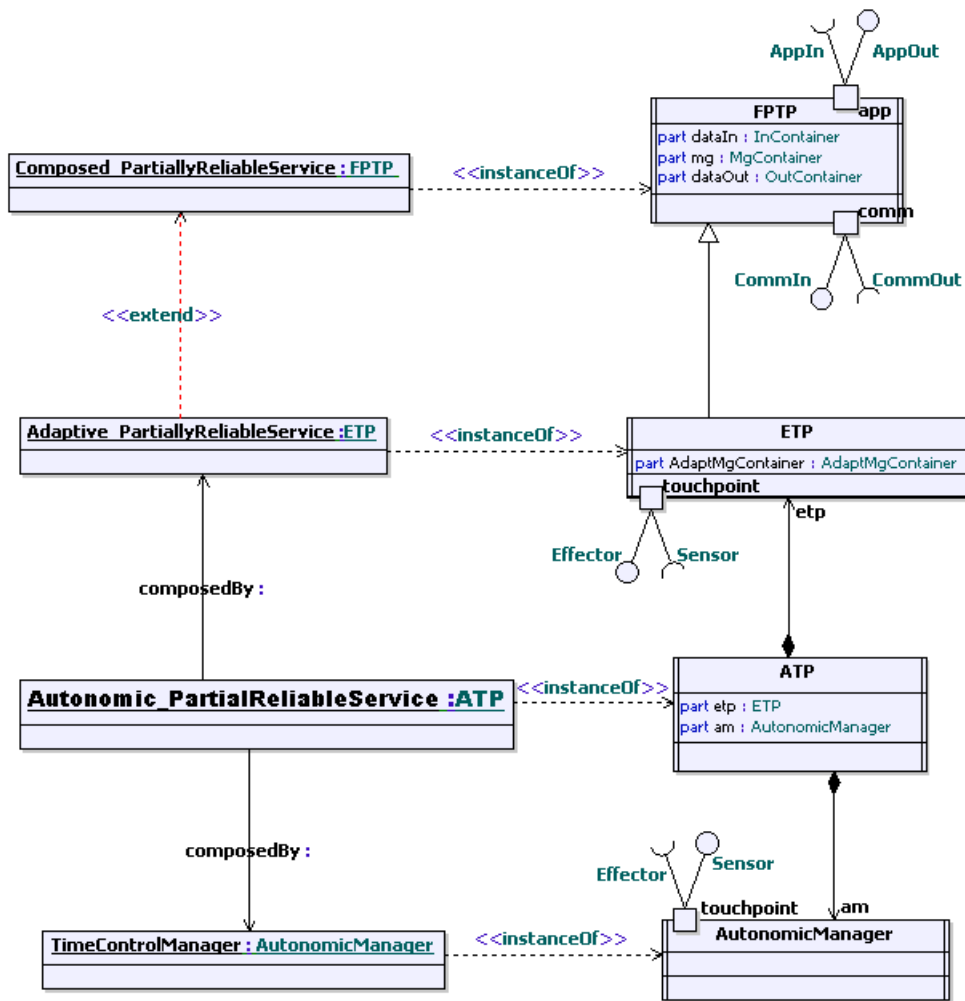 AppIn AppOut
FPTP app
part dataIn : InContainer
part mg : MgContainer
part dataOut : OutContainer
Composed_PartiallyReliableService : FPTP
<<instanceOf>>
comm
CommIn CommOut
<<extend>>
Adaptive_PartiallyReliableService :ETP
<<instanceOf>>
ETP
part AdaptMgContainer : AdaptMgContainer
touchpoint
etp
Effector Sensor
composedBy :
Autonomic_PartialReliableService :ATP
<<instanceOf>>
ATP
part etp : ETP
part am : AutonomicManager
composedBy :
Effector Sensor
touchpoint am
TimeControlManager : AutonomicManager
<<instanceOf>>
AutonomicManager